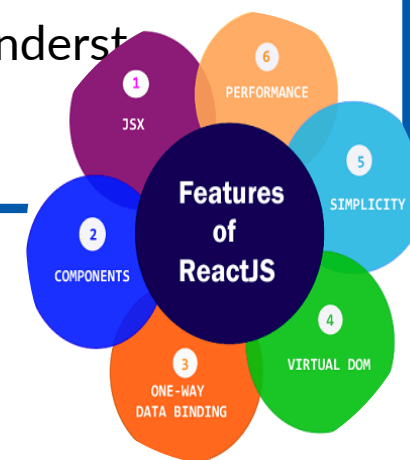 nderst
1
JSX
6
PERFORMANCE
5
SIMPLICITY
Features
of
ReactJS
2
COMPONENTS
4
VIRTUAL DOM
3
ONE-WAY
DATA BINDING